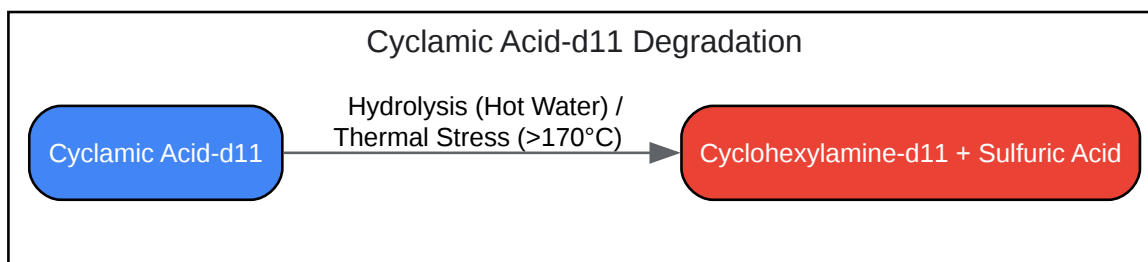 Cyclamic Acid-d11 Degradation
Hydrolysis (Hot Water) /
Thermal Stress (>170°C)
Cyclamic Acid-d11
Cyclohexylamine-d11 + Sulfuric Acid